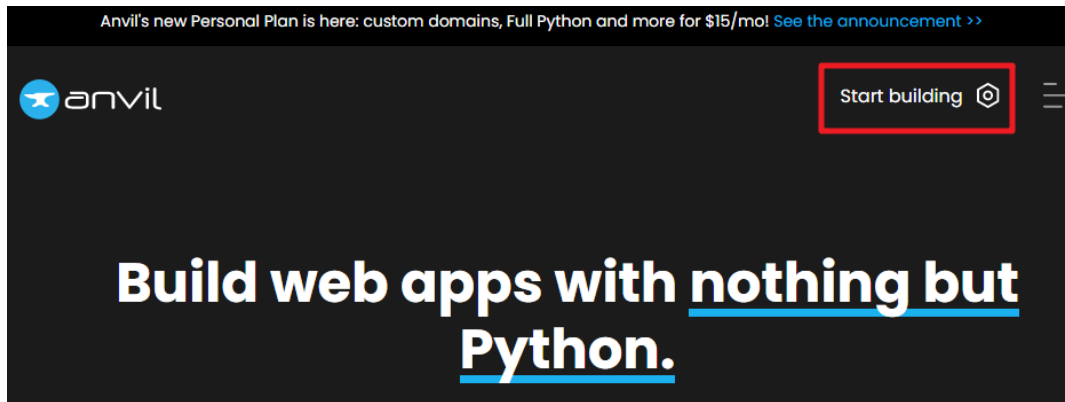 Anvil's new Personal Plan is here: custom domains, Full Python and more for $15/mo! See the announcement >>
anvil
Start building
Build web apps with nothing but
Python.